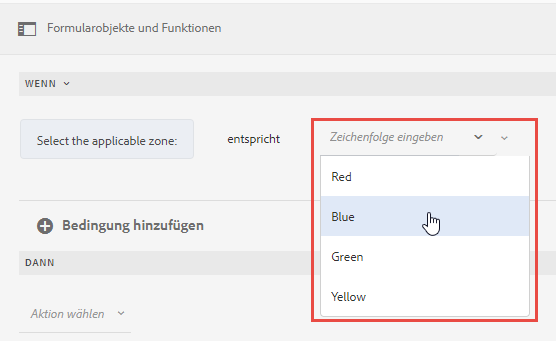 Formularobjekte und Funktionen
WENN
Select the applicable zone: entspricht Zeichenfolge eingeben
Red
Blue
Green
Yellow
Bedingung hinzufügen
DANN
Aktion wählen